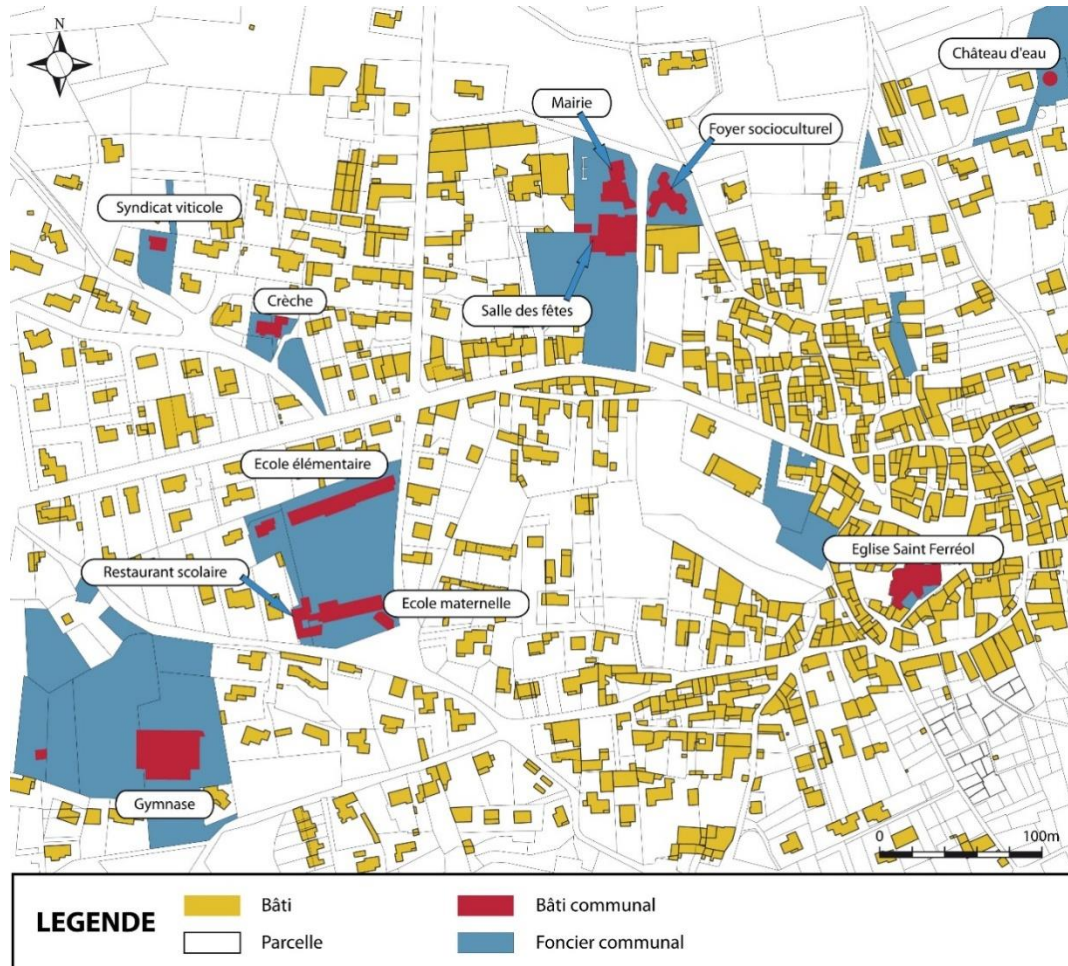 N
Château d'eau
Mairie
Foyer socioculturel
Syndicat viticole
Crèche
Salle des fêtes
Ecole élémentaire
Restaurant scolaire
Ecole maternelle
Eglise Saint Ferréol
Gymnase
0 100m
LEGENDE
Bâti
Bâti communal
Parcelle
Foncier communal